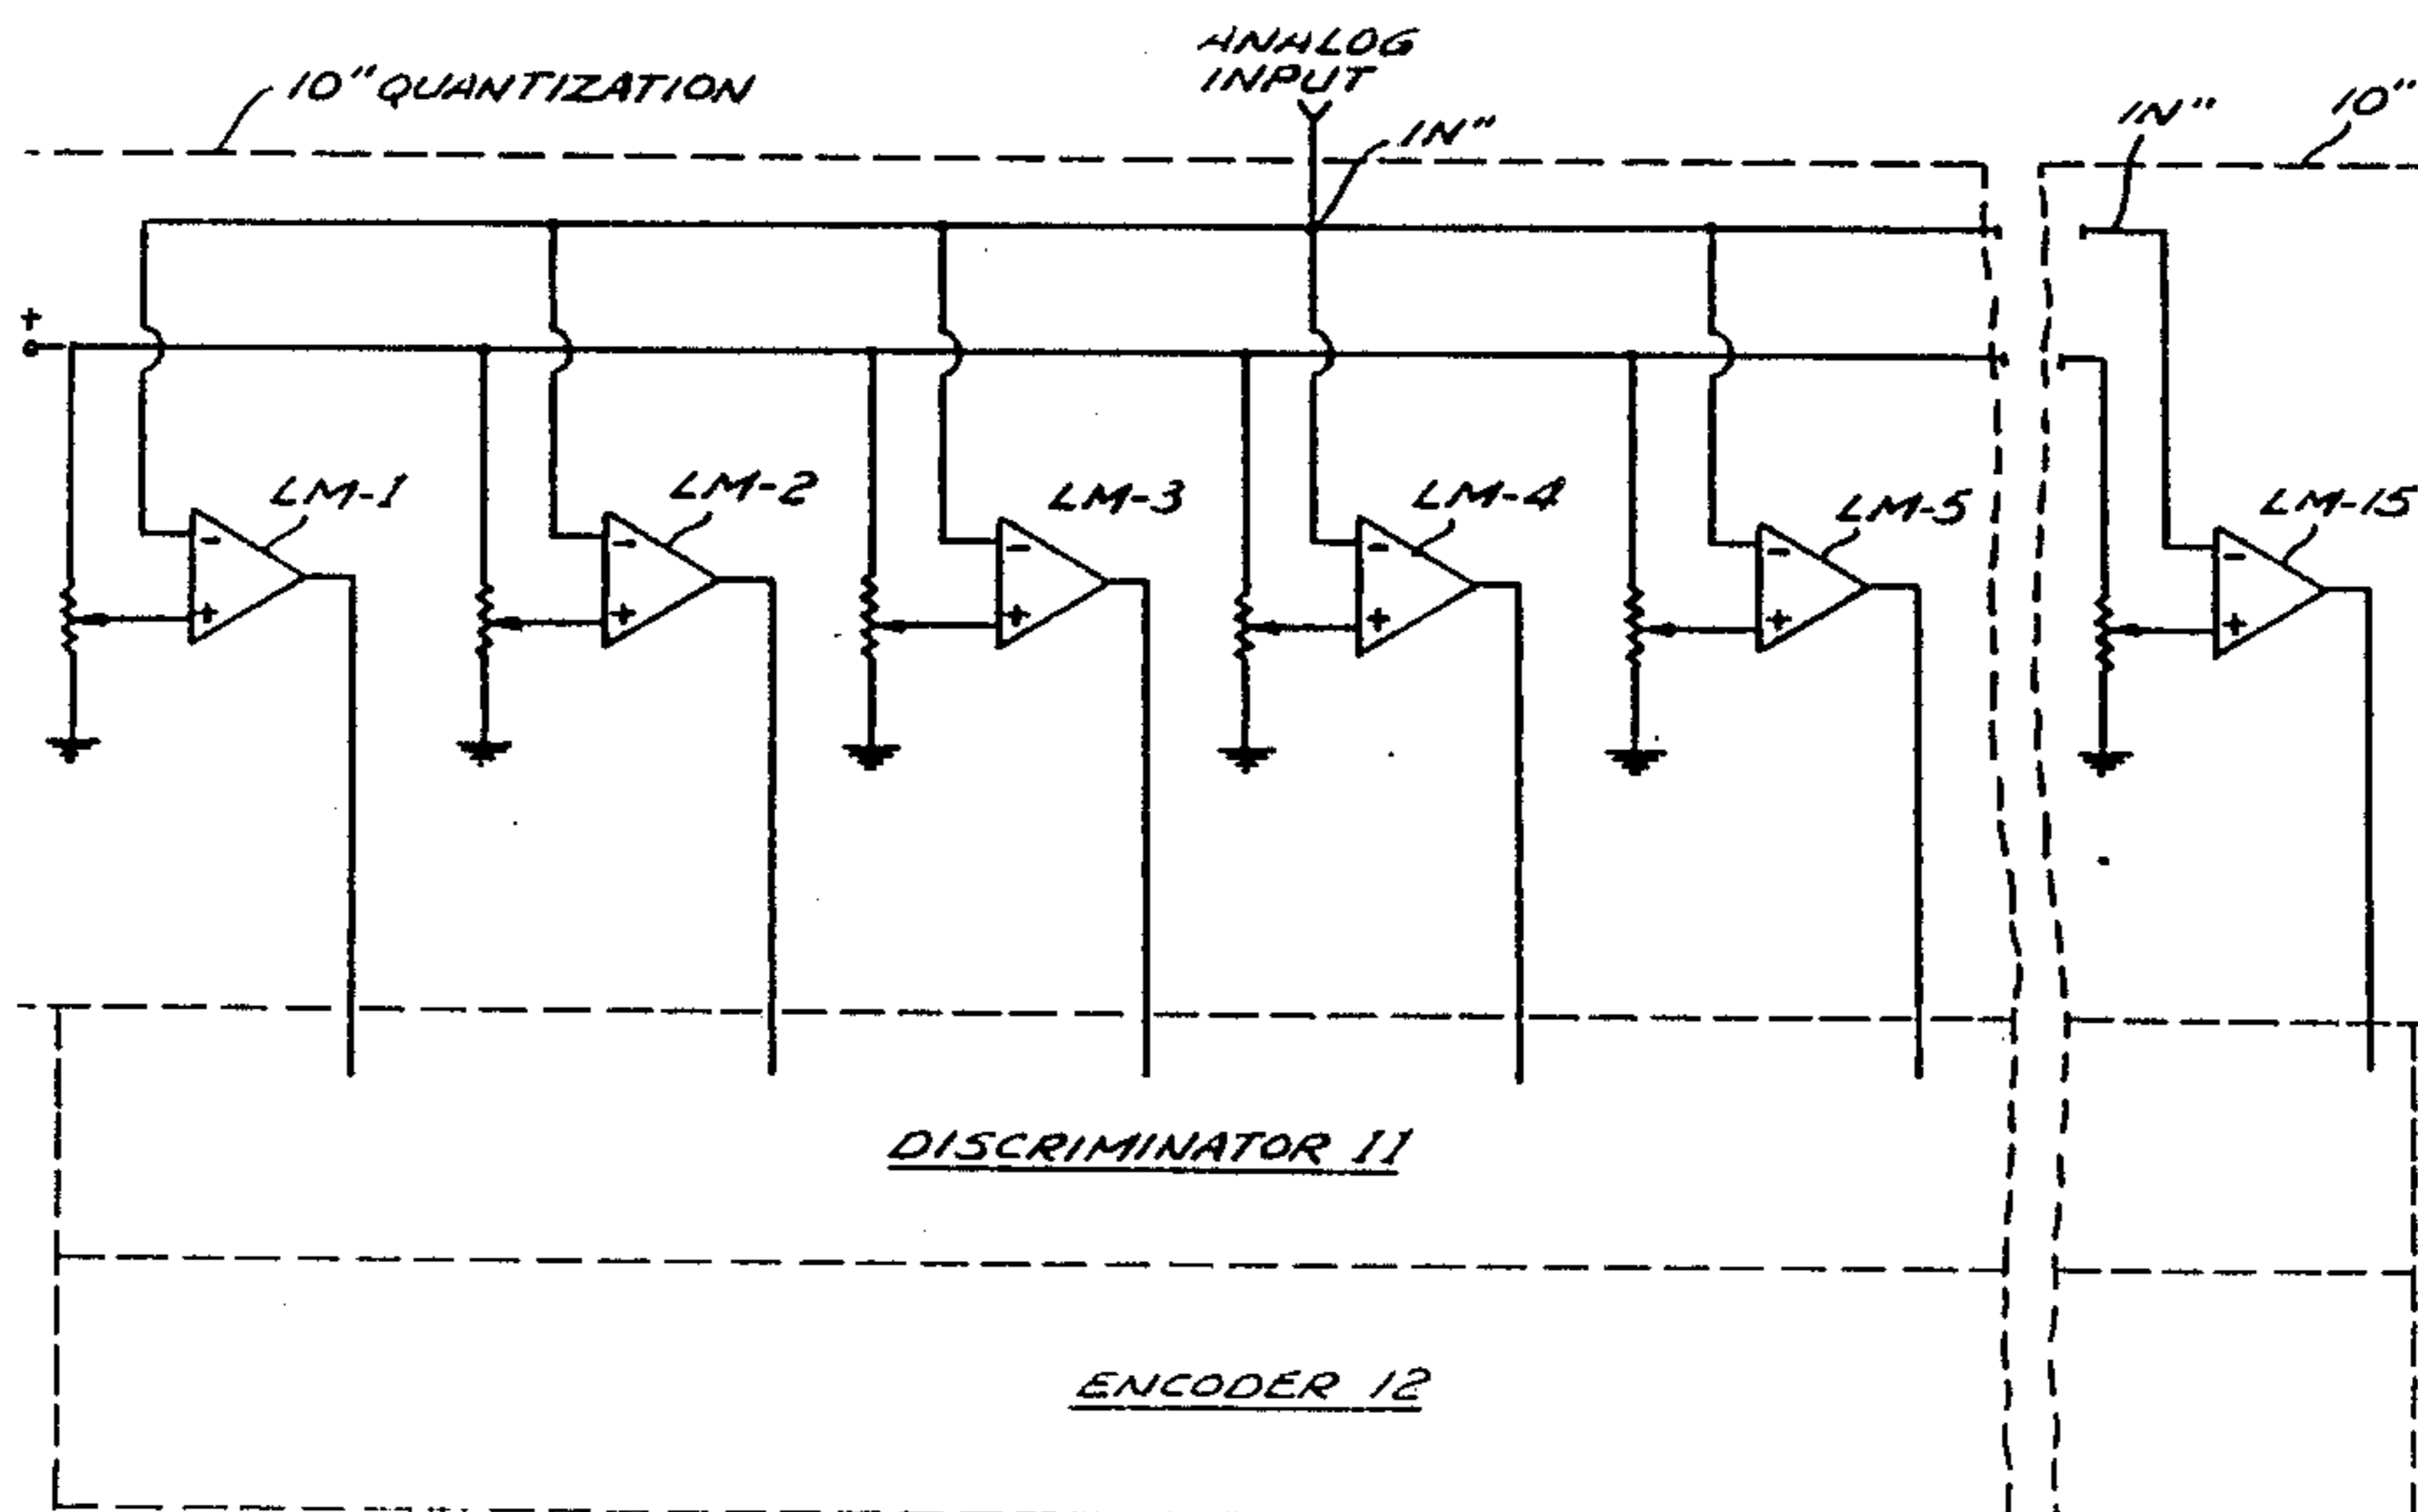 ANALOG
INPUT
10" QUANTIZATION
IN"
IN"
10"
+
LM-1
LM-2
LM-3
LM-4
LM-5
LM-15
- - - - - -
+ + + + + +
DISCRIMINATOR 11
ENCODER 12